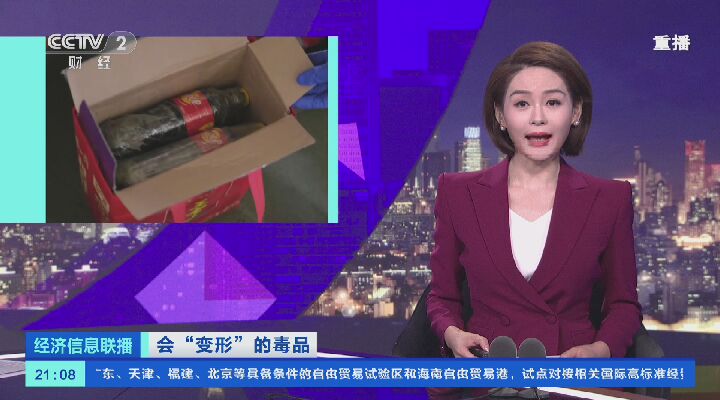 CCTV 2
财经
重播
经济信息联播
会“变形”的毒品
21:08
东、天津、福建、北京等具备条件的自由贸易试验区和海南自由贸易港，试点对接相关国际高标准经